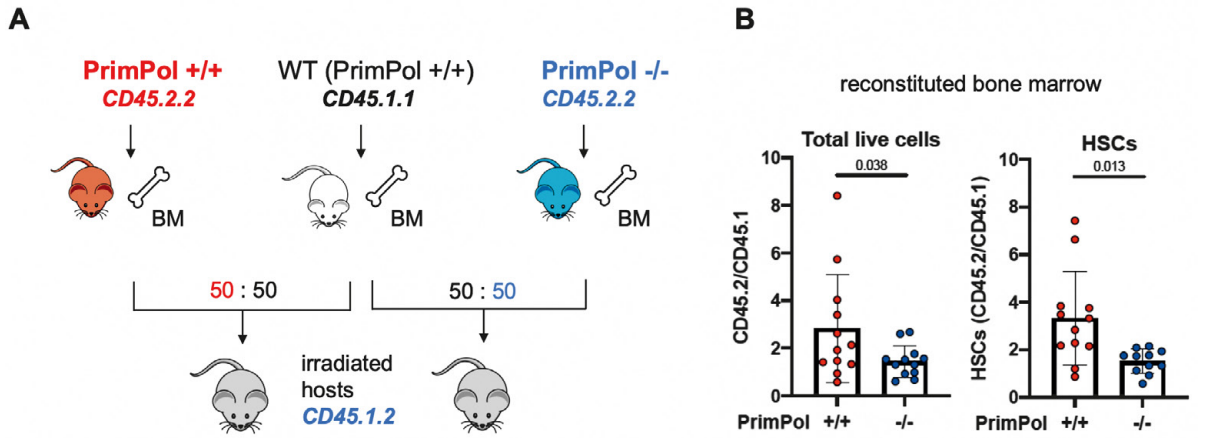 A
PrimPol +/+
CD45.2.2
WT (PrimPol +/+)
CD45.1.1
PrimPol -/-
CD45.2.2
BM
BM
BM
50 : 50
50 : 50
irradiated
hosts
CD45.1.2
B
reconstituted bone marrow
Total live cells
0.038
CD45.2/CD45.1
10
8
6
4
2
0
PrimPol +/+ -/-
HSCs
0.013
HSCs (CD45.2/CD45.1)
10
8
6
4
2
0
PrimPol +/+ -/-